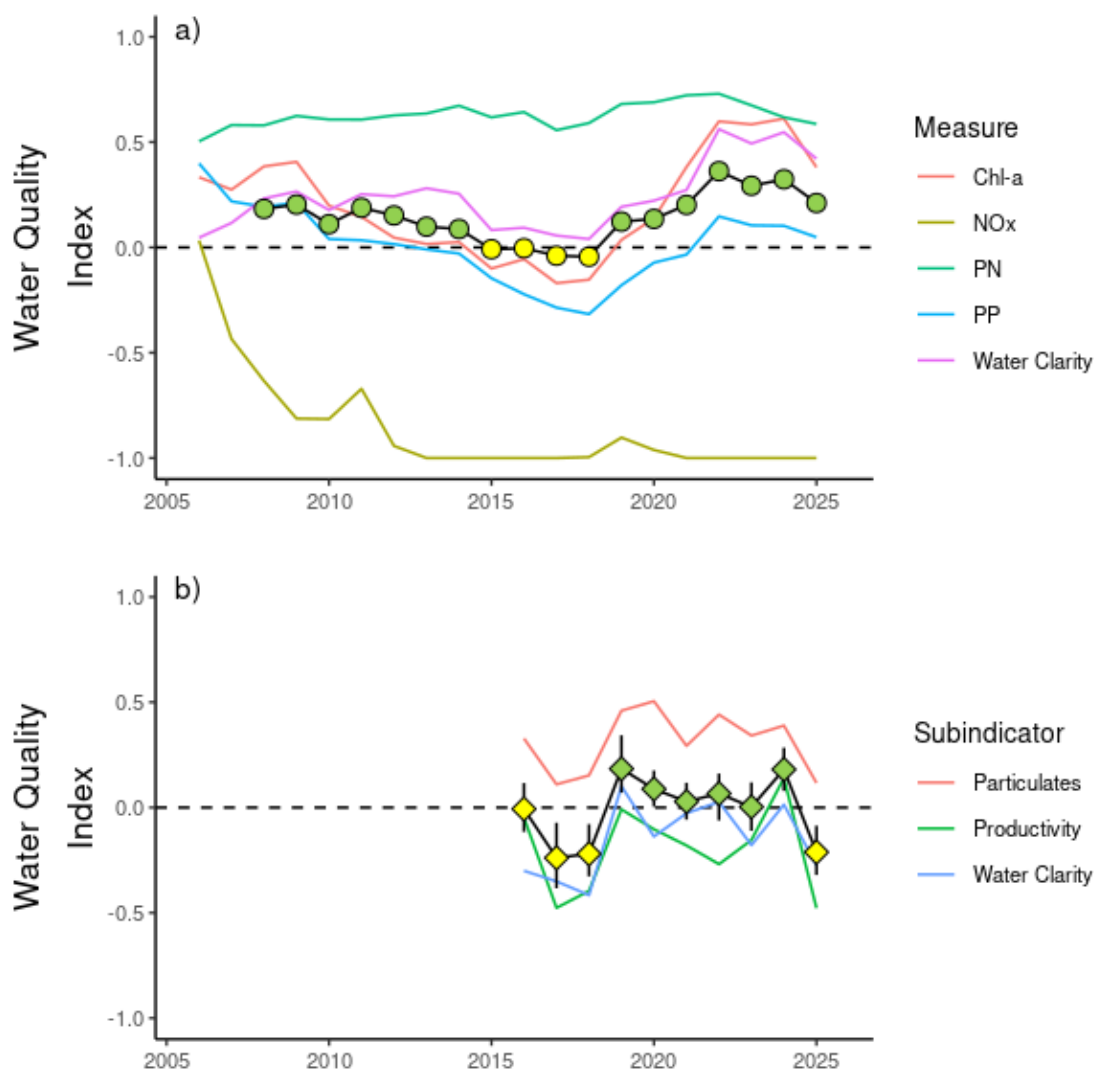 a)
Water Quality
Index
1.0
0.5
0.0
-0.5
-1.0
2005 2010 2015 2020 2025
Measure
Chl-a
NOx
PN
PP
Water Clarity
b)
Water Quality
Index
1.0
0.5
0.0
-0.5
-1.0
2005 2010 2015 2020 2025
Subindicator
Particulates
Productivity
Water Clarity